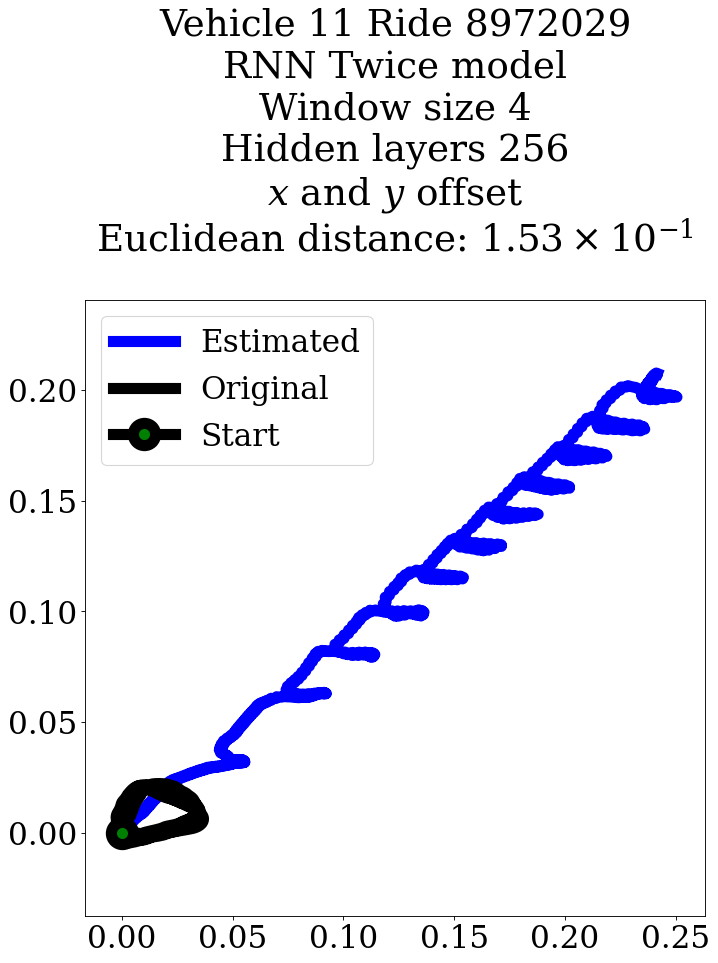 Vehicle 11 Ride 8972029
RNN Twice model
Window size 4
Hidden layers 256
x and y offset
Euclidean distance: 1.53 × 10⁻¹
Estimated
Original
Start
0.20
0.15
0.10
0.05
0.00
0.00 0.05 0.10 0.15 0.20 0.25